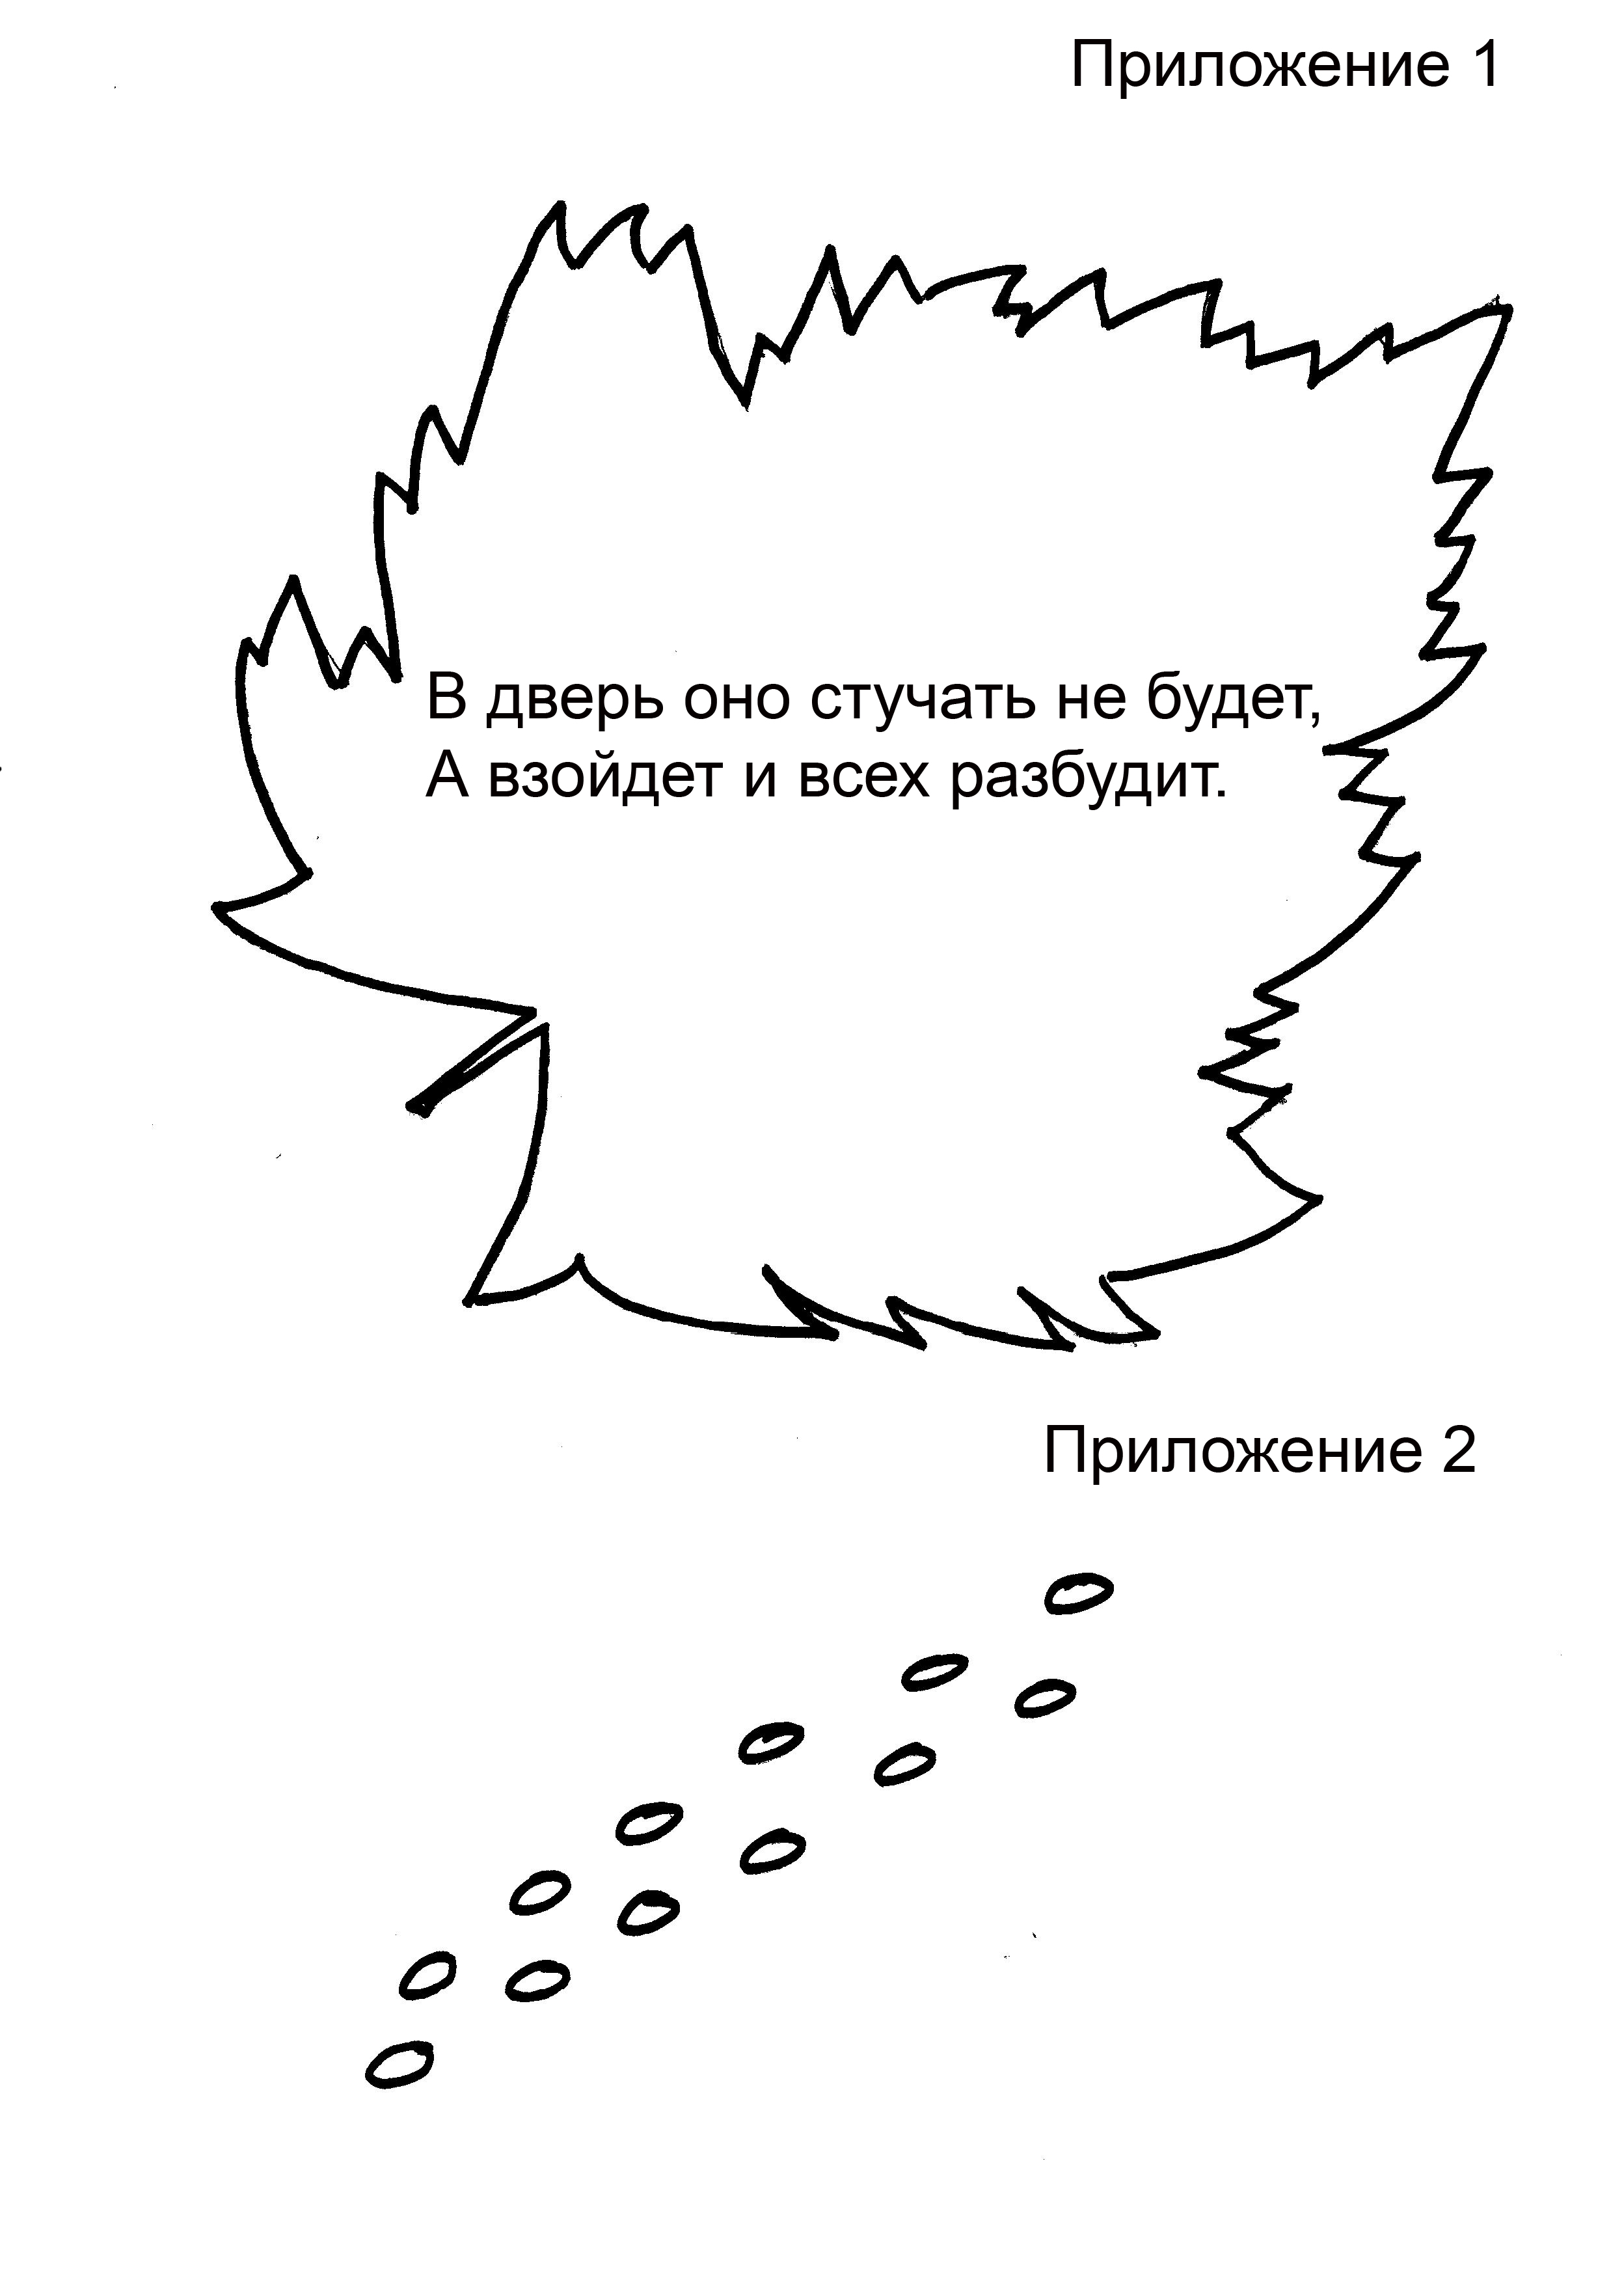 Приложение 1
В дверь оно стучать не будет,
А взойдет и всех разбудит.
Приложение 2